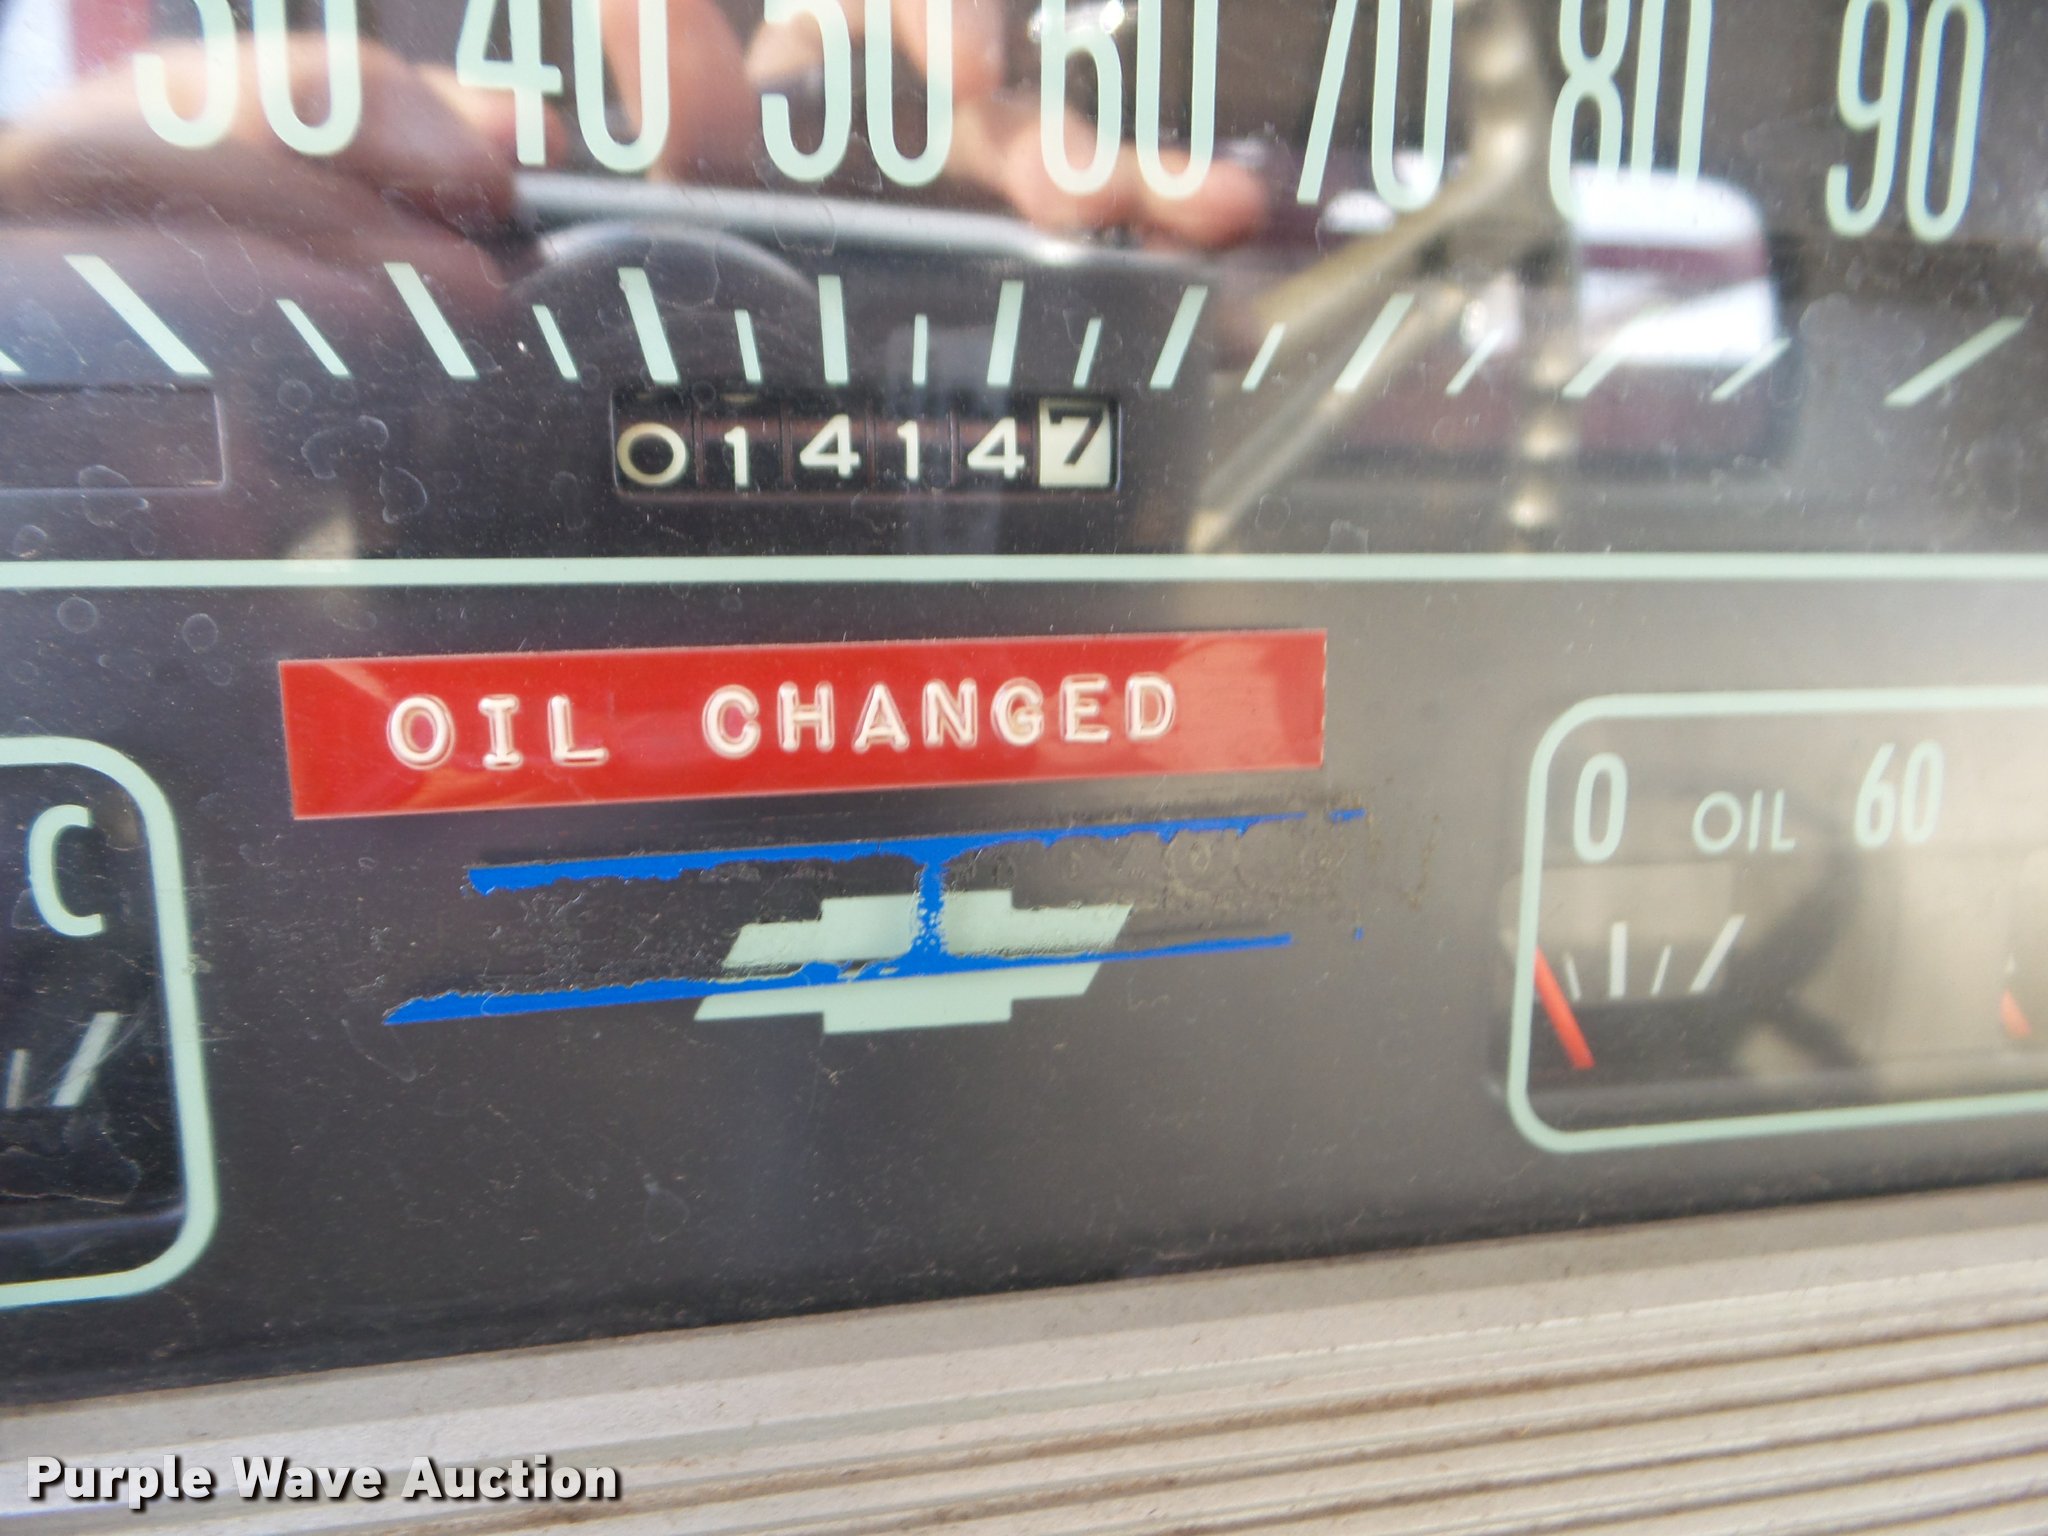 30 40 50 60 70 80 90
014147
OIL CHANGED
C
0 OIL 60
Purple Wave Auction